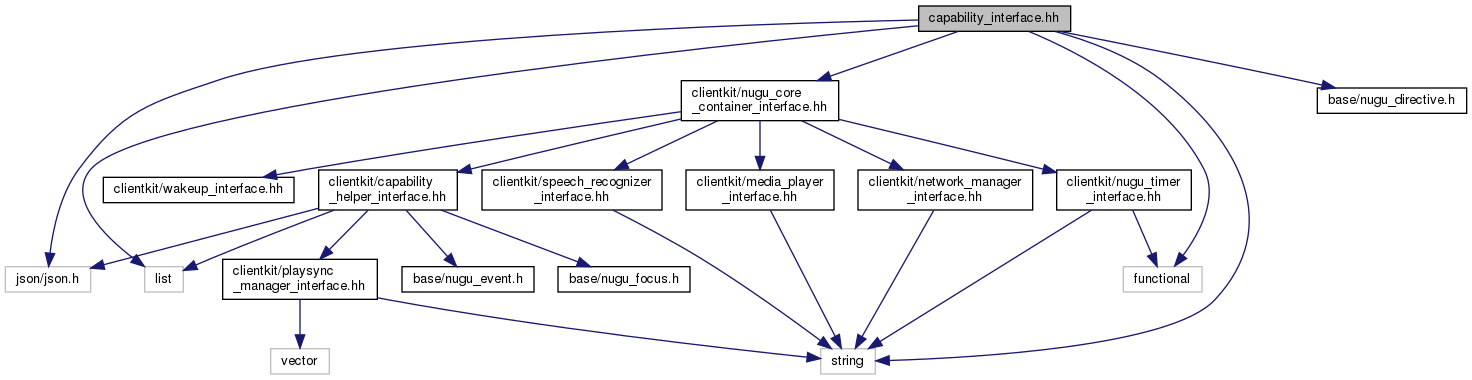 capability_interface.hh
clientkit/nugu_core
_container_interface.hh
base/nugu_directive.h
clientkit/wakeup_interface.hh
clientkit/capability
_helper_interface.hh
clientkit/speech_recognizer
_interface.hh
clientkit/media_player
_interface.hh
clientkit/network_manager
_interface.hh
clientkit/nugu_timer
_interface.hh
json/json.h
list
clientkit/playsync
_manager_interface.hh
base/nugu_event.h
base/nugu_focus.h
functional
vector
string